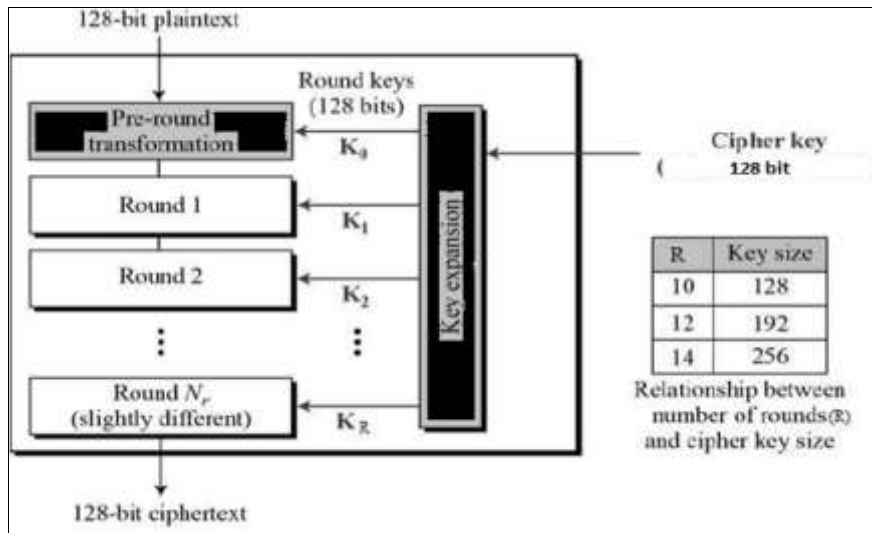 128-bit plaintext
Round keys
(128 bits)
Pre-round
transformation
K₀
Cipher key
( 128 bit
Round 1
K₁
Key expansion
R Key size
10 128
12 192
14 256
Round 2
K₂
Round Nᵣ
(slightly different)
K_R
Relationship between
number of rounds(R)
and cipher key size
128-bit ciphertext